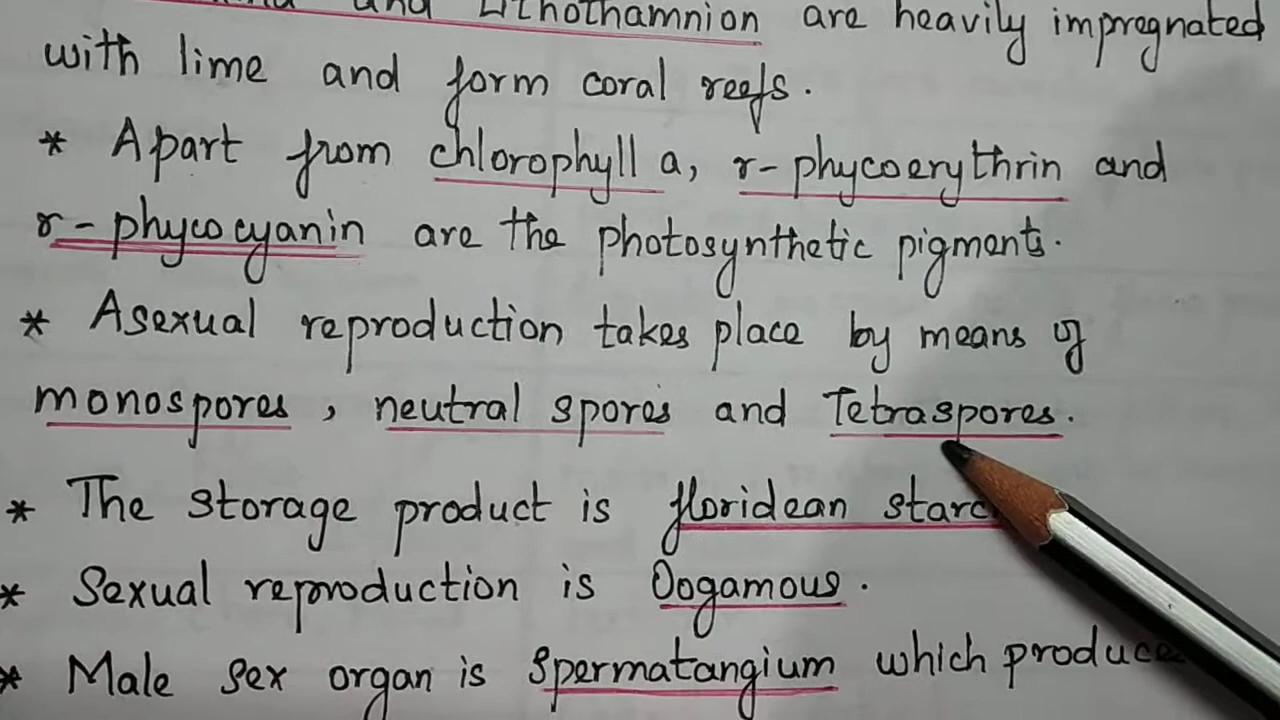 and Lithothamnion are heavily impregnated
with lime and form coral reefs.
* Apart from chlorophyll a, r-phycoerythrin and
r-phycocyanin are the photosynthetic pigments.
* Asexual reproduction takes place by means of
monospores, neutral spores and Tetraspores.
* The storage product is floridean starc
* Sexual reproduction is Oogamous.
* Male sex organ is Spermatangium which produce